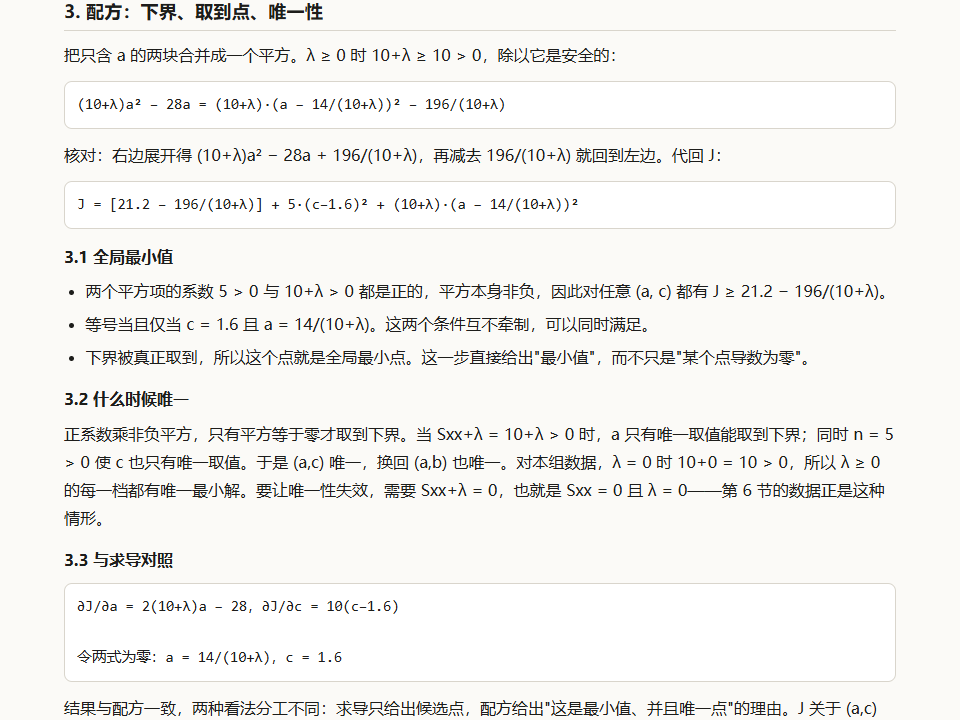 3. 配方：下界、取到点、唯一性
把只含 a 的两块合并成一个平方。λ ≥ 0 时 10+λ ≥ 10 > 0，除以它是安全的：
(10+λ)a² − 28a = (10+λ)·(a − 14/(10+λ))² − 196/(10+λ)
核对：右边展开得 (10+λ)a² − 28a + 196/(10+λ)，再减去 196/(10+λ) 就回到左边。代回 J：
J = [21.2 − 196/(10+λ)] + 5·(c−1.6)² + (10+λ)·(a − 14/(10+λ))²
3.1 全局最小值
• 两个平方项的系数 5 > 0 与 10+λ > 0 都是正的，平方本身非负，因此对任意 (a, c) 都有 J ≥ 21.2 − 196/(10+λ)。
• 等号当且仅当 c = 1.6 且 a = 14/(10+λ)。这两个条件互不牵制，可以同时满足。
• 下界被真正取到，所以这个点就是全局最小点。这一步直接给出"最小值"，而不只是"某个点导数为零"。
3.2 什么时候唯一
正系数乘非负平方，只有平方等于零才取到下界。当 Sxx+λ = 10+λ > 0 时，a 只有唯一取值能取到下界；同时 n = 5
> 0 使 c 也只有唯一取值。于是 (a,c) 唯一，换回 (a,b) 也唯一。对本组数据，λ = 0 时 10+0 = 10 > 0，所以 λ ≥ 0
的每一档都有唯一最小解。要让唯一性失效，需要 Sxx+λ = 0，也就是 Sxx = 0 且 λ = 0——第 6 节的数据正是这种
情形。
3.3 与求导对照
∂J/∂a = 2(10+λ)a − 28, ∂J/∂c = 10(c−1.6)
令两式为零：a = 14/(10+λ), c = 1.6
结果与配方一致，两种看法分工不同：求导只给出候选点，配方给出"这是最小值、并且唯一点"的理由。J 关于 (a,c)